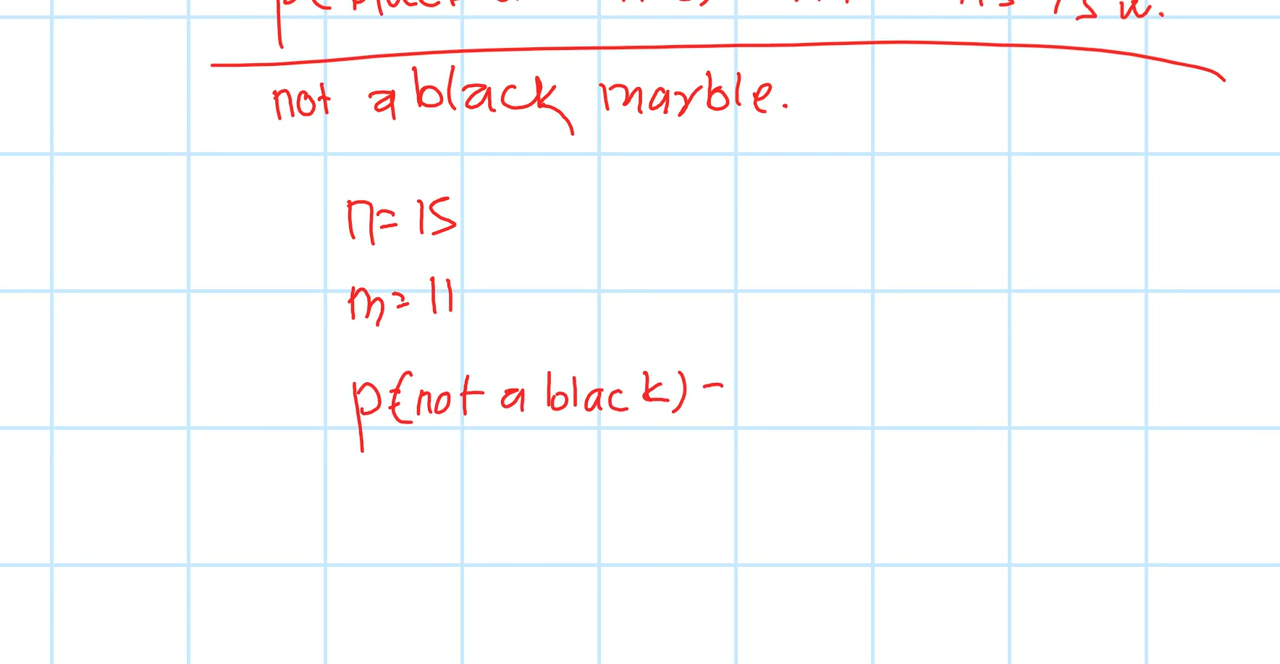 not a black marble.
n= 15
m= 11
p(not a black) -